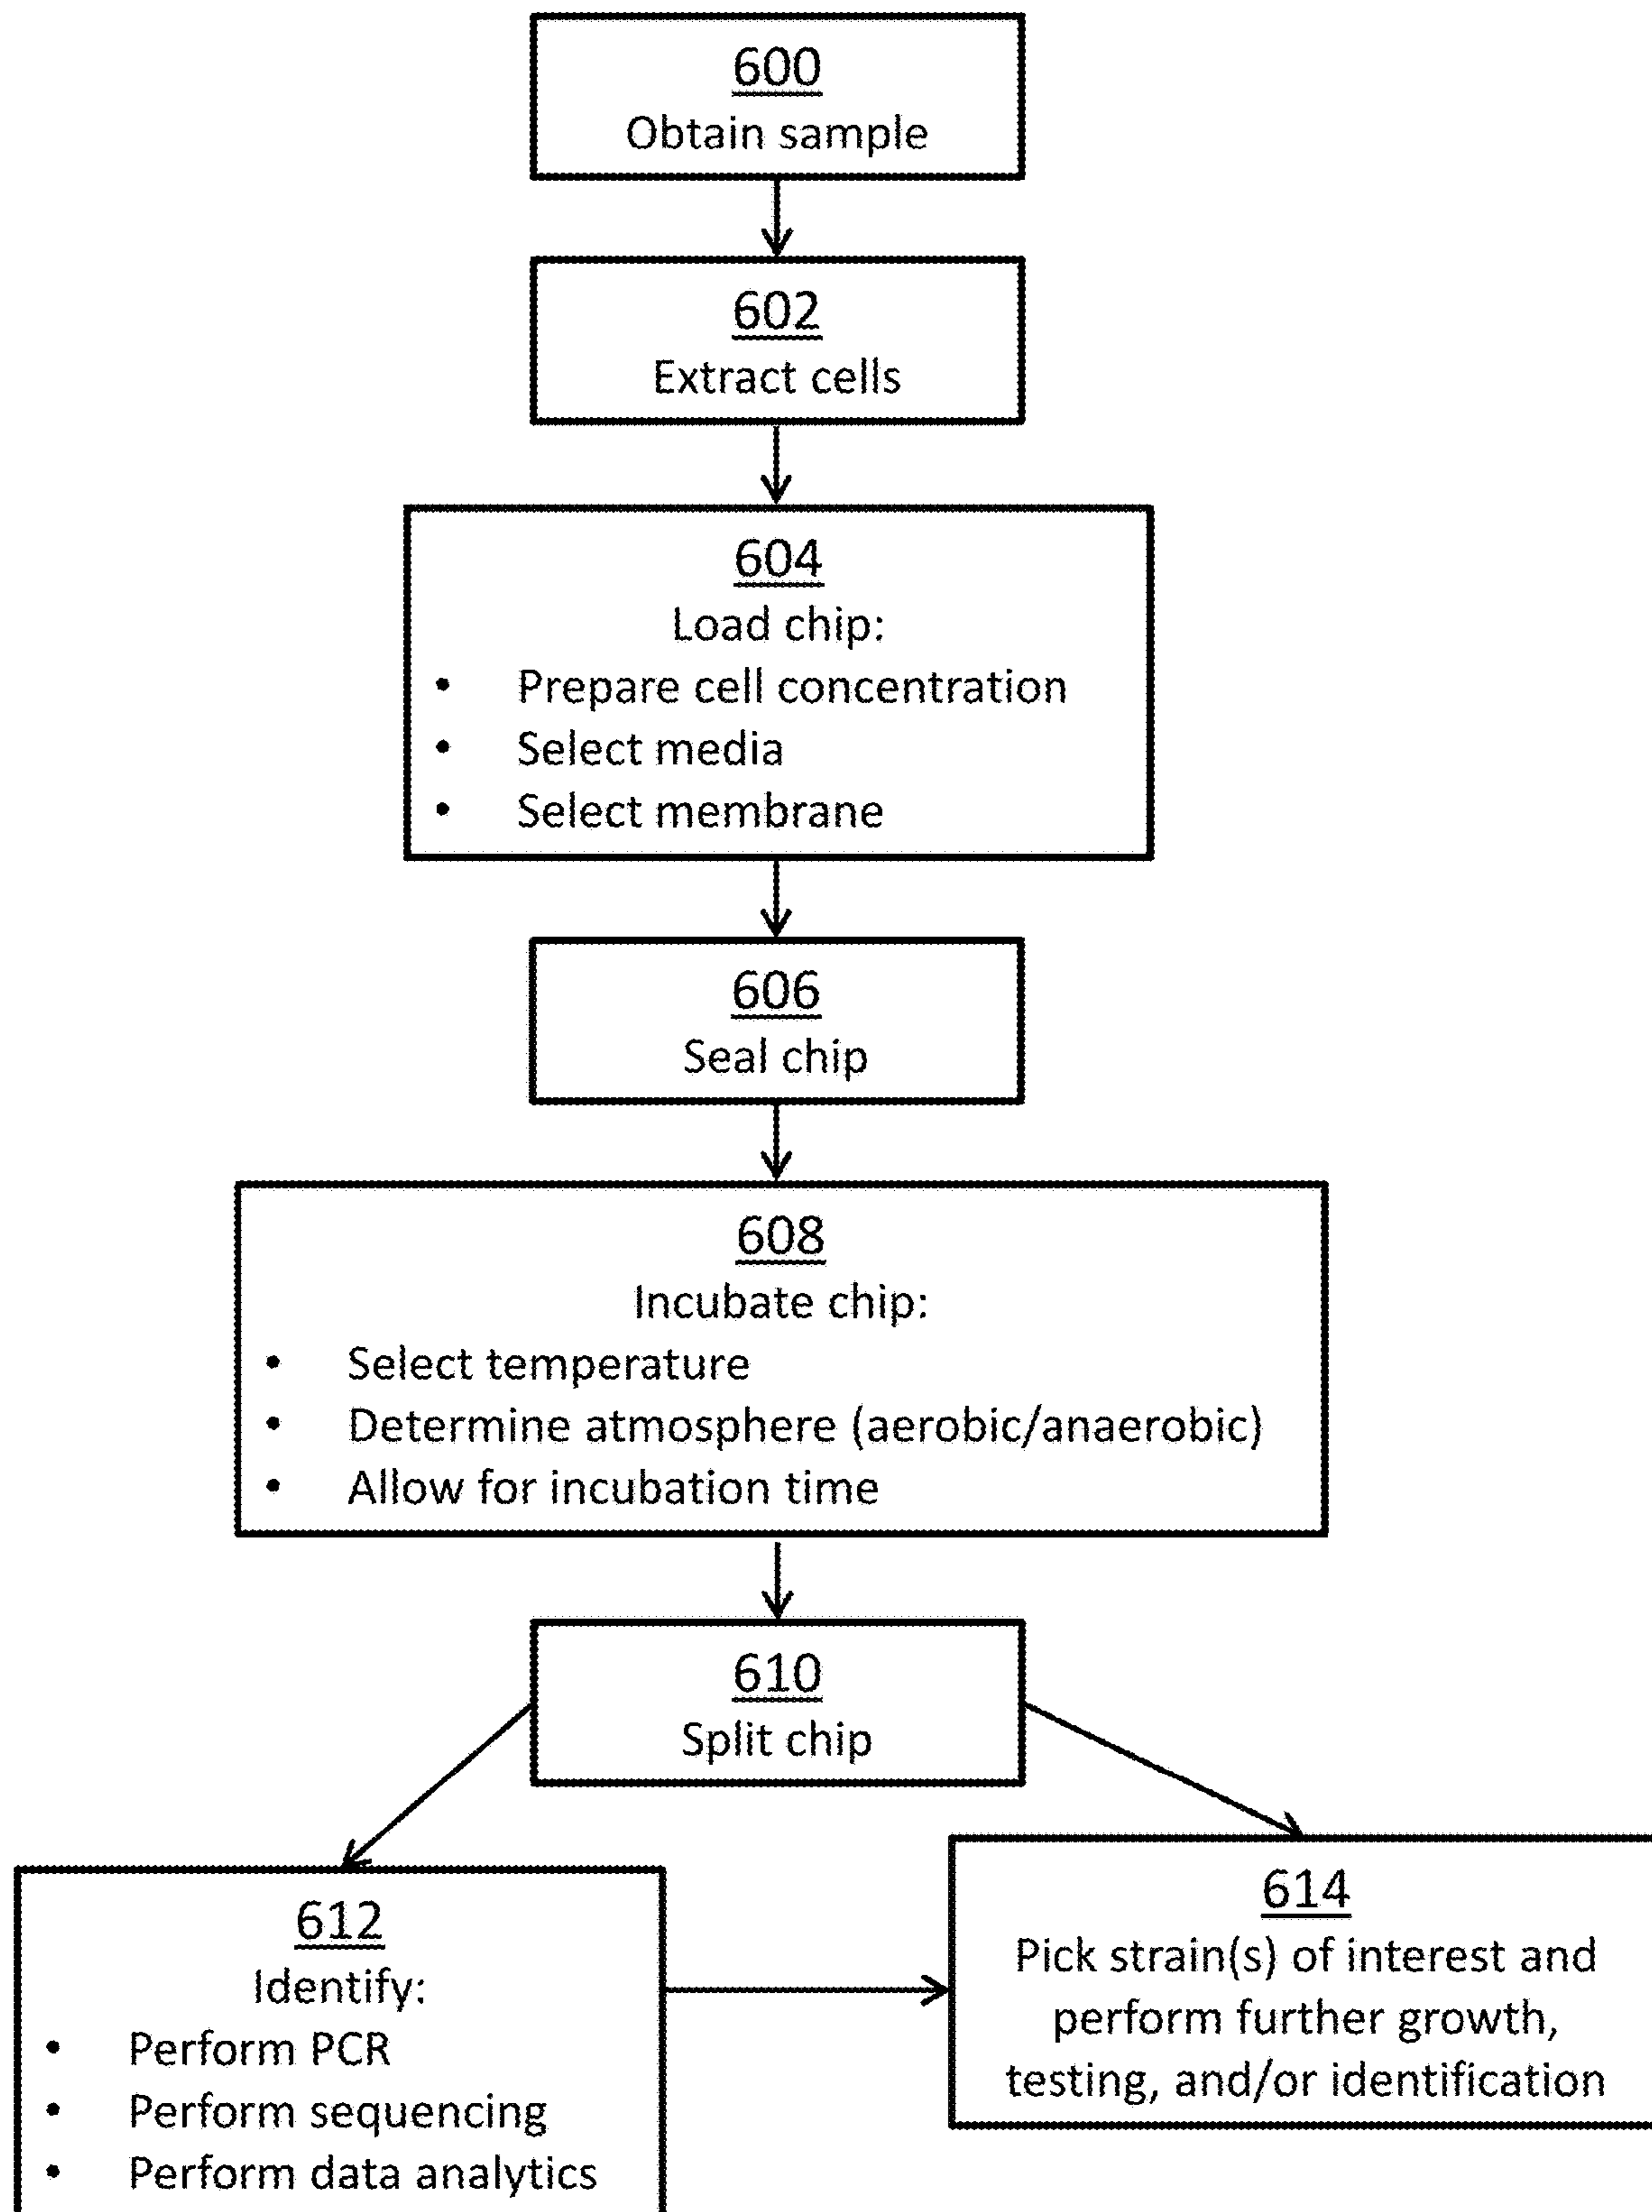 600
Obtain sample
602
Extract cells
604
Load chip:
• Prepare cell concentration
• Select media
• Select membrane
606
Seal chip
608
Incubate chip:
• Select temperature
• Determine atmosphere (aerobic/anaerobic)
• Allow for incubation time
610
Split chip
612
Identify:
• Perform PCR
• Perform sequencing
• Perform data analytics
614
Pick strain(s) of interest and
perform further growth,
testing, and/or identification